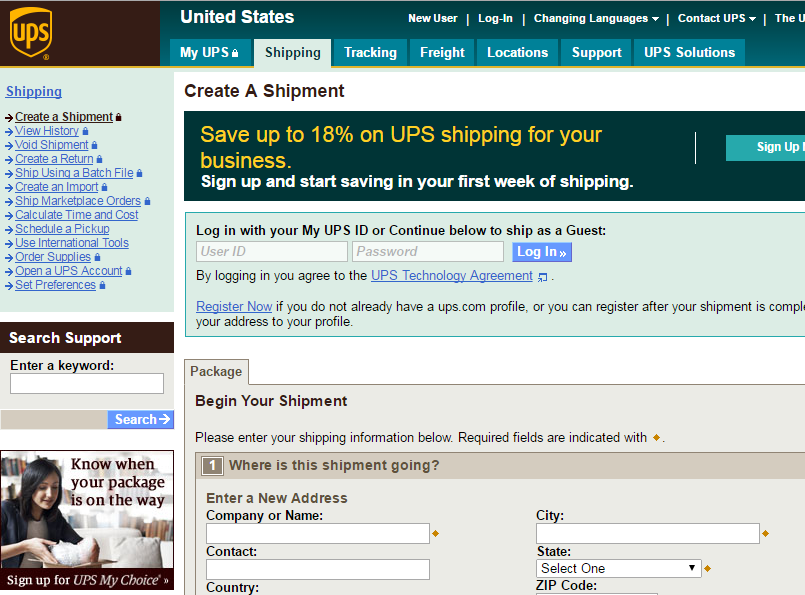 ups
United States
New User | Log-In | Changing Languages | Contact UPS | The U
My UPS
Shipping
Tracking
Freight
Locations
Support
UPS Solutions
Shipping
Create a Shipment
View History
Void Shipment
Create a Return
Ship Using a Batch File
Create an Import
Ship Marketplace Orders
Calculate Time and Cost
Schedule a Pickup
Use International Tools
Order Supplies
Open a UPS Account
Set Preferences
Search Support
Enter a keyword:
Search
Know when
your package
is on the way
Sign up for UPS My Choice® »
Create A Shipment
Save up to 18% on UPS shipping for your
business.
Sign up and start saving in your first week of shipping.
Sign Up
Log in with your My UPS ID or Continue below to ship as a Guest:
User ID
Password
Log In »
By logging in you agree to the UPS Technology Agreement .
Register Now if you do not already have a ups.com profile, or you can register after your shipment is comple
your address to your profile.
Package
Begin Your Shipment
Please enter your shipping information below. Required fields are indicated with .
1 Where is this shipment going?
Enter a New Address
Company or Name:
City:
Contact:
State:
Select One
Country:
ZIP Code: